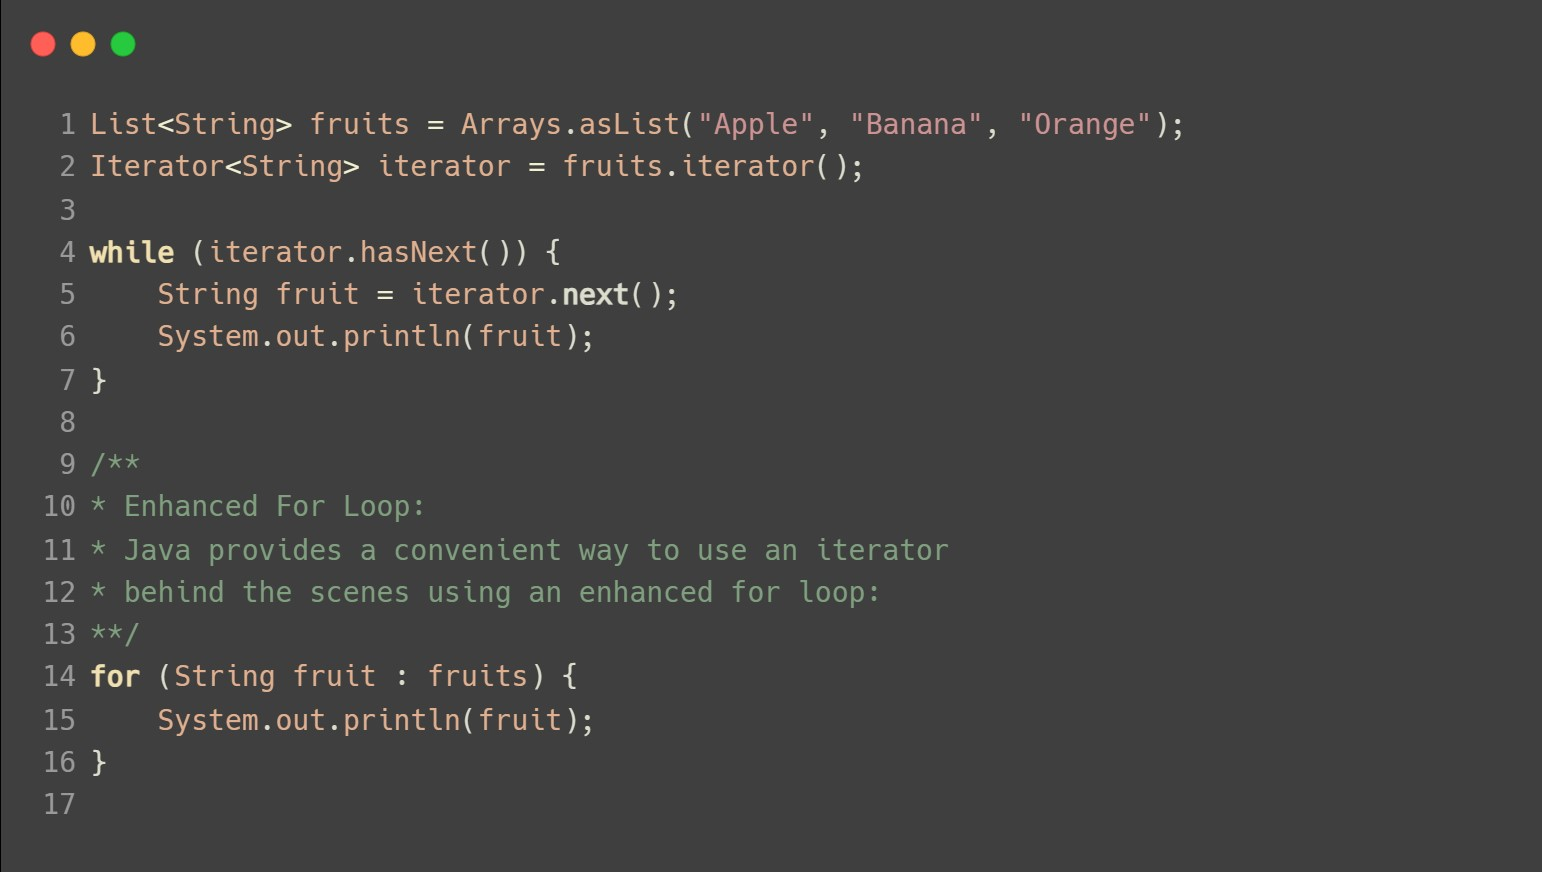 1 List<String> fruits = Arrays.asList("Apple", "Banana", "Orange");
2 Iterator<String> iterator = fruits.iterator();
3
4 while (iterator.hasNext()) {
5     String fruit = iterator.next();
6     System.out.println(fruit);
7 }
8
9 /**
10 * Enhanced For Loop:
11 * Java provides a convenient way to use an iterator
12 * behind the scenes using an enhanced for loop:
13 **/
14 for (String fruit : fruits) {
15     System.out.println(fruit);
16 }
17